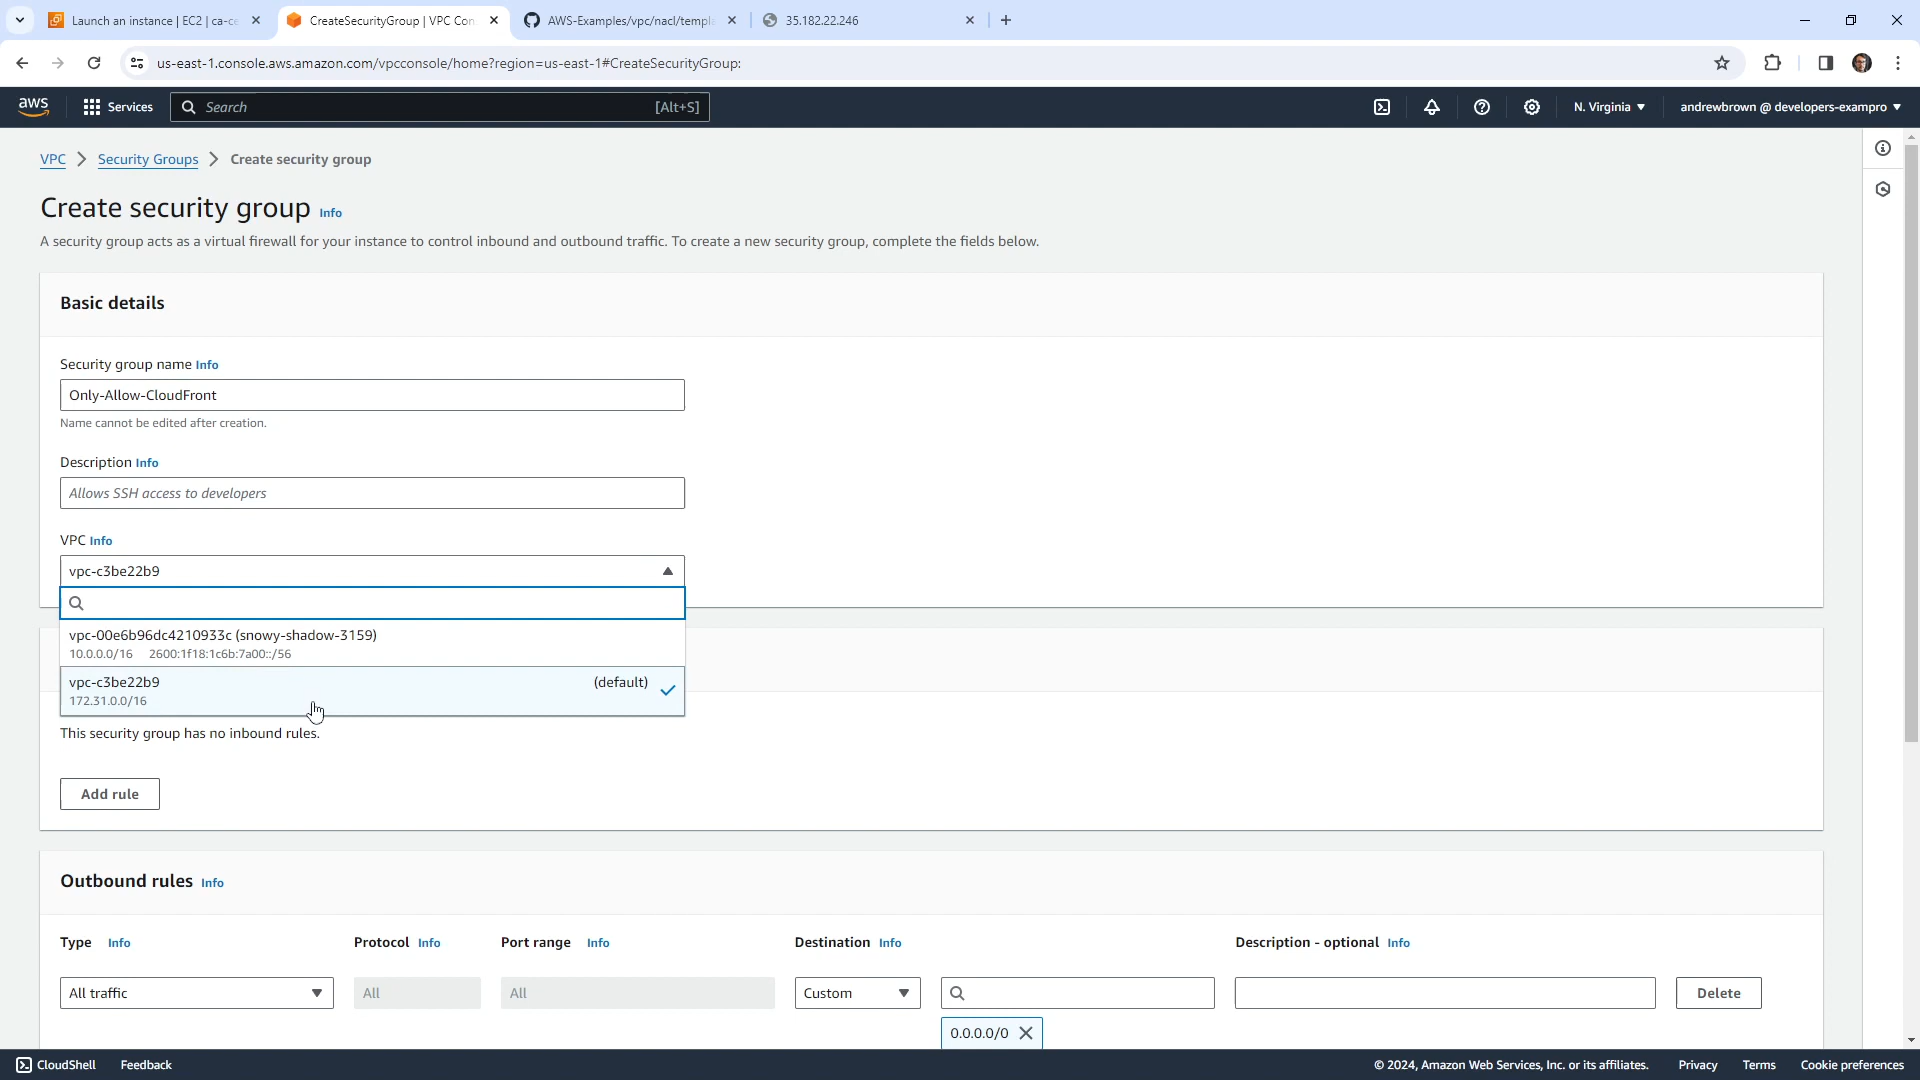 Launch an instance | EC2 | ca-ce
CreateSecurityGroup | VPC Con
AWS-Examples/vpc/nacl/templa
35.182.22.246
us-east-1.console.aws.amazon.com/vpcconsole/home?region=us-east-1#CreateSecurityGroup:
aws
Services
Search
[Alt+S]
N. Virginia
andrewbrown @ developers-exampro
VPC
Security Groups
Create security group
Create security group Info
A security group acts as a virtual firewall for your instance to control inbound and outbound traffic. To create a new security group, complete the fields below.
Basic details
Security group name Info
Only-Allow-CloudFront
Name cannot be edited after creation.
Description Info
Allows SSH access to developers
VPC Info
vpc-c3be22b9
vpc-00e6b96dc4210933c (snowy-shadow-3159)
10.0.0.0/16 2600:1f18:1c6b:7a00::/56
vpc-c3be22b9 (default)
172.31.0.0/16
This security group has no inbound rules.
Add rule
Outbound rules Info
Type Info Protocol Info Port range Info Destination Info Description - optional Info
All traffic All All Custom Delete
0.0.0.0/0
CloudShell Feedback © 2024, Amazon Web Services, Inc. or its affiliates. Privacy Terms Cookie preferences